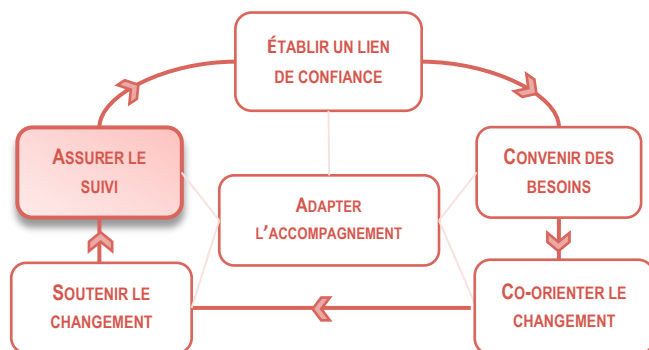 ÉTABLIR UN LIEN
DE CONFIANCE
ASSURER LE
SUIVI
CONVENIR DES
BESOINS
ADAPTER
L'ACCOMPAGNEMENT
SOUTENIR LE
CHANGEMENT
CO-ORIENTER LE
CHANGEMENT